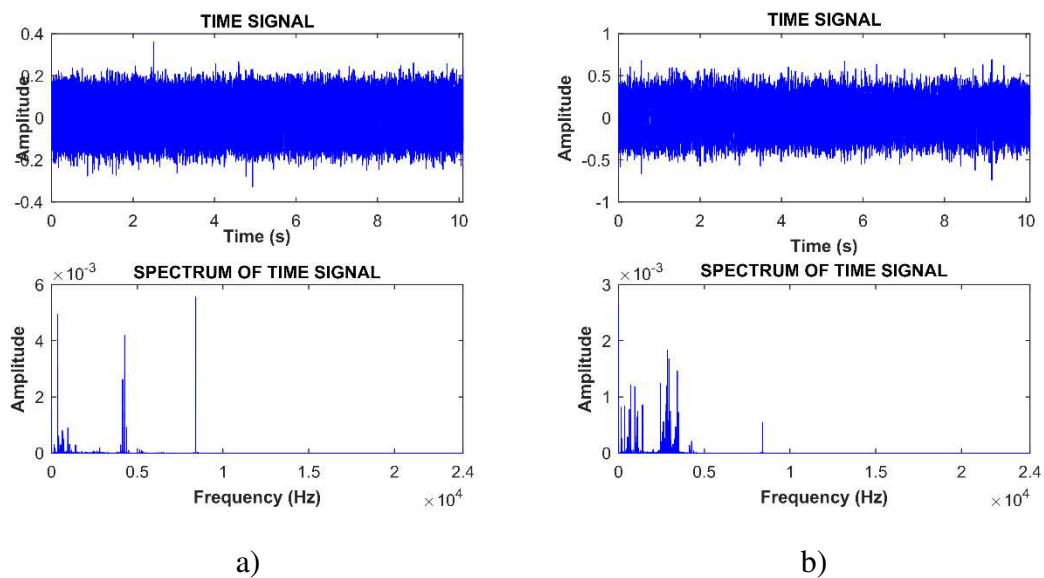 TIME SIGNAL
0.4
0.2
0
-0.2
-0.4
Amplitude
0 2 4 6 8 10
Time (s)
×10-3
SPECTRUM OF TIME SIGNAL
6
4
2
0
Amplitude
0 0.5 1 1.5 2 2.4
Frequency (Hz)
×104
a)
TIME SIGNAL
1
0.5
0
-0.5
-1
Amplitude
0 2 4 6 8 10
Time (s)
×10-3
SPECTRUM OF TIME SIGNAL
3
2
1
0
Amplitude
0 0.5 1 1.5 2 2.4
Frequency (Hz)
×104
b)